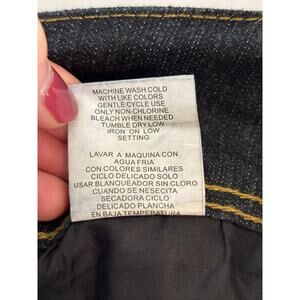 MACHINE WASH COLD
WITH LIKE COLORS
GENTLE CYCLE USE
ONLY NON-CHLORINE
BLEACH WHEN NEEDED
TUMBLE DRY LOW
IRON ON LOW
SETTING
LAVAR A MAQUINA CON
AGUA FRIA
CON COLORES SIMILARES
CICLO DELICADO SOLO
USAR BLANQUEADOR SIN CLORO
CUANDO SE NESECITA
SECADORA CICLO
DELICADO PLANCHA
EN BAJA TEMPERATURA